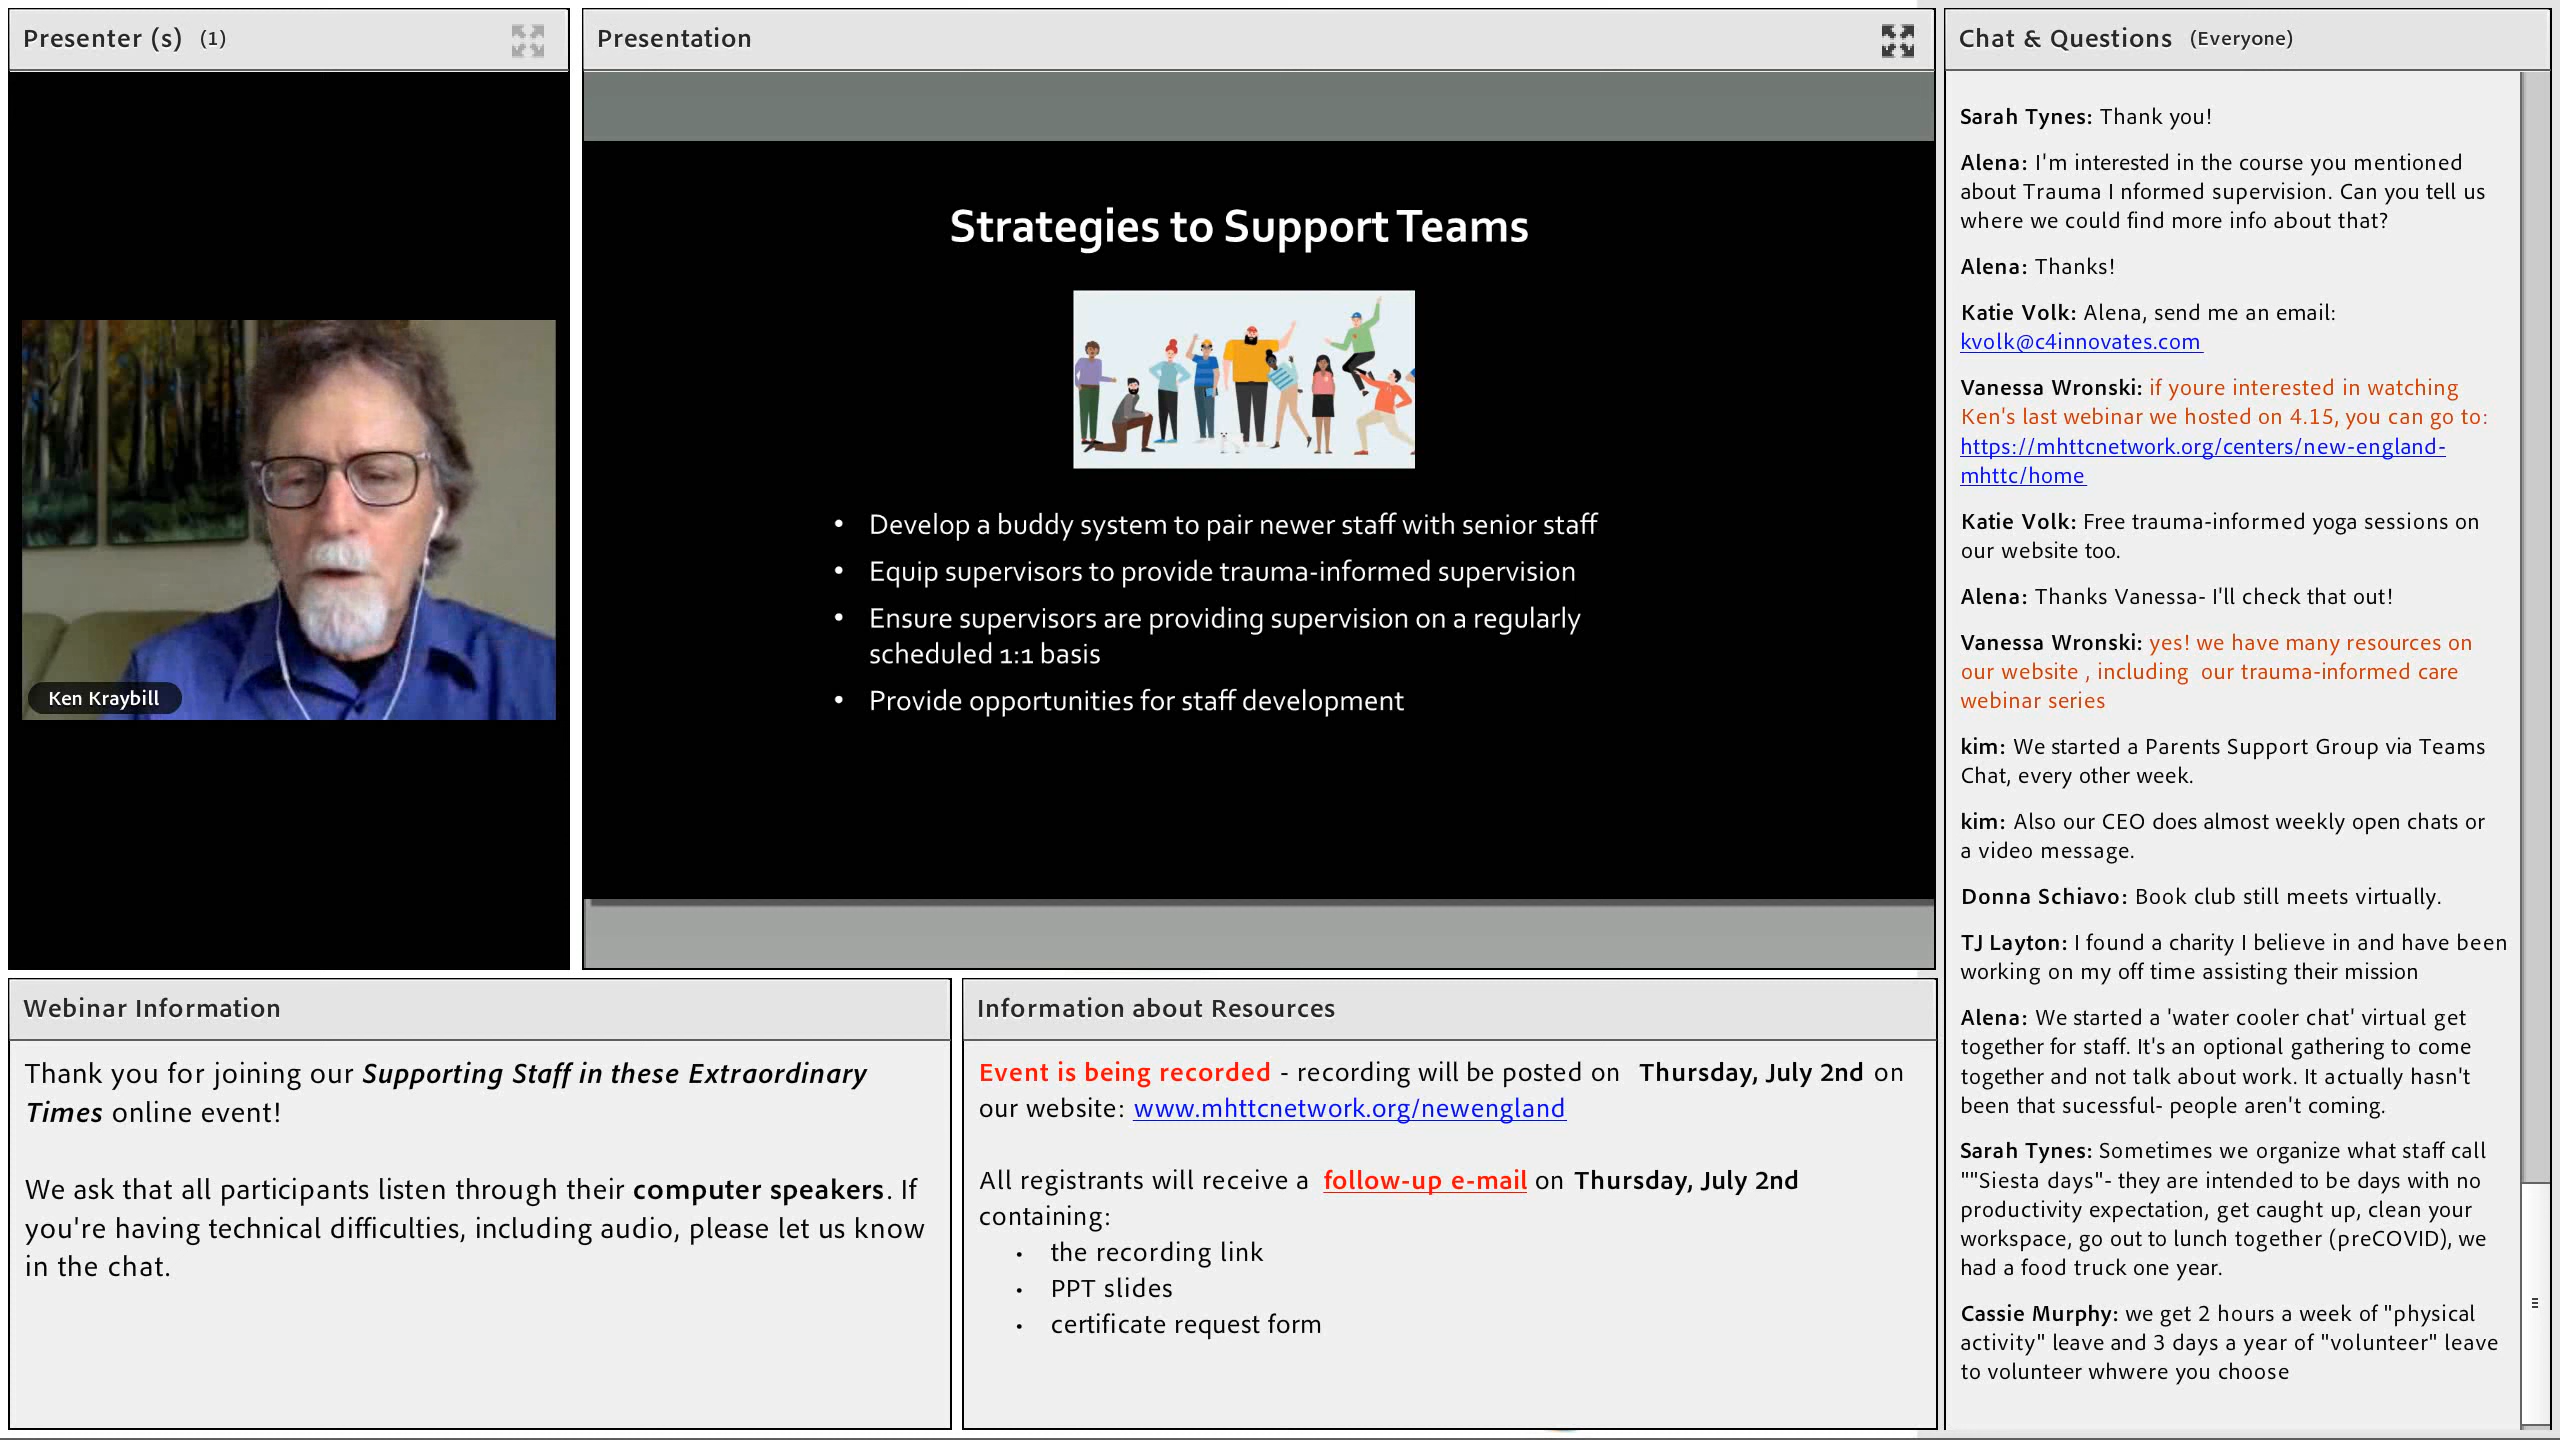 Presenter (s) (1)
Ken Kraybill
Presentation
Strategies to Support Teams
• Develop a buddy system to pair newer staff with senior staff
• Equip supervisors to provide trauma-informed supervision
• Ensure supervisors are providing supervision on a regularly
scheduled 1:1 basis
• Provide opportunities for staff development
Webinar Information
Thank you for joining our Supporting Staff in these Extraordinary
Times online event!
We ask that all participants listen through their computer speakers. If
you're having technical difficulties, including audio, please let us know
in the chat.
Information about Resources
Event is being recorded - recording will be posted on Thursday, July 2nd on
our website: www.mhttcnetwork.org/newengland
All registrants will receive a follow-up e-mail on Thursday, July 2nd
containing:
• the recording link
• PPT slides
• certificate request form
Chat & Questions (Everyone)
Sarah Tynes: Thank you!
Alena: I'm interested in the course you mentioned
about Trauma I nformed supervision. Can you tell us
where we could find more info about that?
Alena: Thanks!
Katie Volk: Alena, send me an email:
kvolk@c4innovates.com
Vanessa Wronski: if youre interested in watching
Ken's last webinar we hosted on 4.15, you can go to:
https://mhttcnetwork.org/centers/new-england-
mhttc/home
Katie Volk: Free trauma-informed yoga sessions on
our website too.
Alena: Thanks Vanessa- I'll check that out!
Vanessa Wronski: yes! we have many resources on
our website , including  our trauma-informed care
webinar series
kim: We started a Parents Support Group via Teams
Chat, every other week.
kim: Also our CEO does almost weekly open chats or
a video message.
Donna Schiavo: Book club still meets virtually.
TJ Layton: I found a charity I believe in and have been
working on my off time assisting their mission
Alena: We started a 'water cooler chat' virtual get
together for staff. It's an optional gathering to come
together and not talk about work. It actually hasn't
been that sucessful- people aren't coming.
Sarah Tynes: Sometimes we organize what staff call
""Siesta days"- they are intended to be days with no
productivity expectation, get caught up, clean your
workspace, go out to lunch together (preCOVID), we
had a food truck one year.
Cassie Murphy: we get 2 hours a week of "physical
activity" leave and 3 days a year of "volunteer" leave
to volunteer whwere you choose